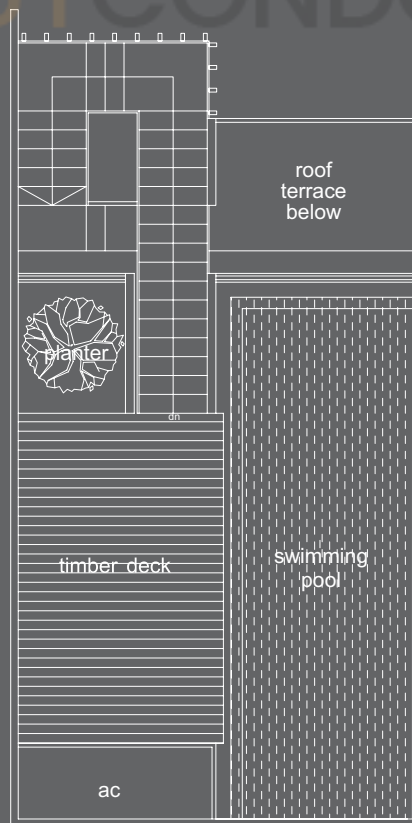 roof
terrace
below
planter
dn
timber deck
swimming
pool
ac